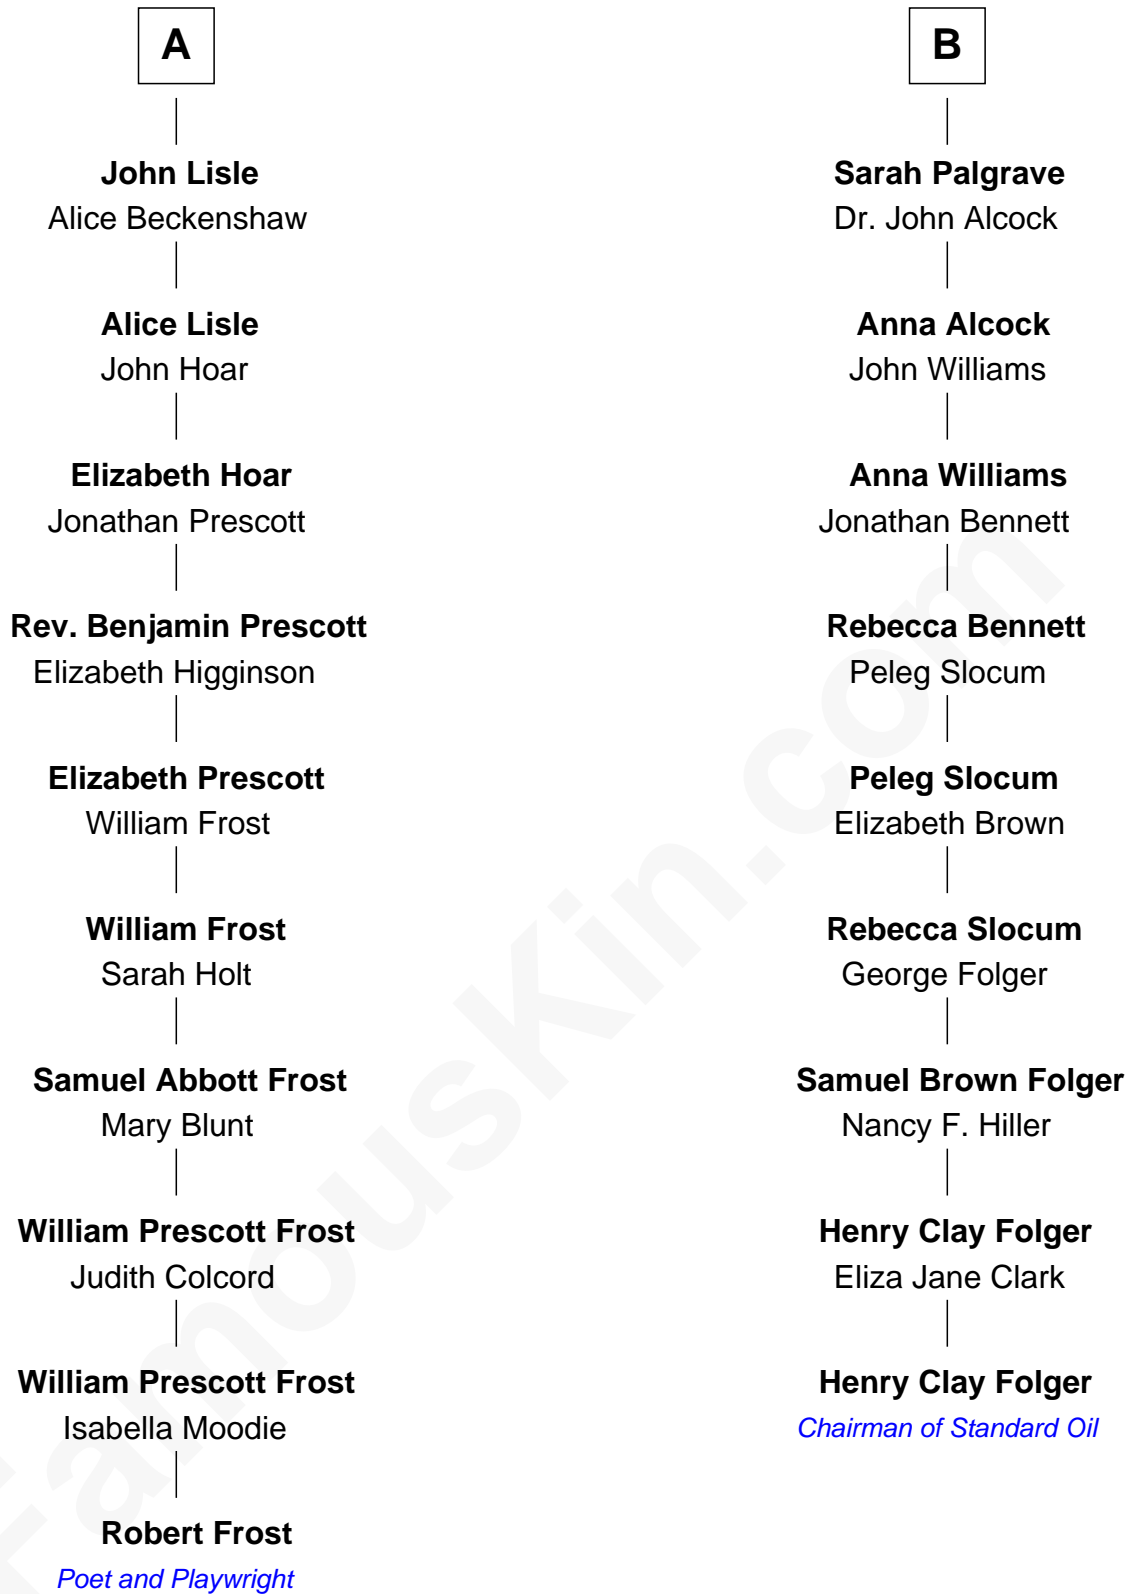 A
John Lisle
Alice Beckenshaw
Alice Lisle
John Hoar
Elizabeth Hoar
Jonathan Prescott
Rev. Benjamin Prescott
Elizabeth Higginson
Elizabeth Prescott
William Frost
William Frost
Sarah Holt
Samuel Abbott Frost
Mary Blunt
William Prescott Frost
Judith Colcord
William Prescott Frost
Isabella Moodie
Robert Frost
Poet and Playwright
B
Sarah Palgrave
Dr. John Alcock
Anna Alcock
John Williams
Anna Williams
Jonathan Bennett
Rebecca Bennett
Peleg Slocum
Peleg Slocum
Elizabeth Brown
Rebecca Slocum
George Folger
Samuel Brown Folger
Nancy F. Hiller
Henry Clay Folger
Eliza Jane Clark
Henry Clay Folger
Chairman of Standard Oil
FamousKin.com